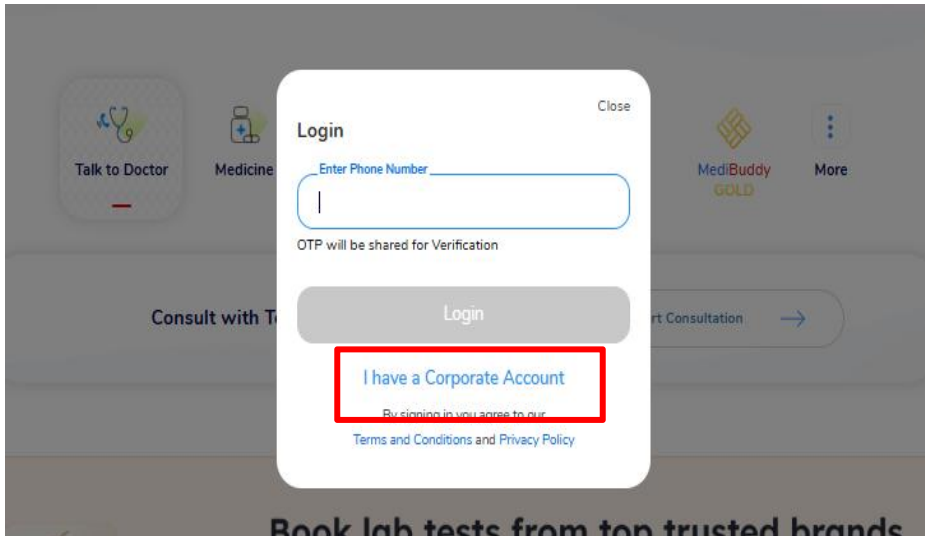 Close
Login
Enter Phone Number
OTP will be shared for Verification
Login
I have a Corporate Account
By signing in you agree to our
Terms and Conditions and Privacy Policy
Talk to Doctor
Medicine
MediBuddy
GOLD
More
Consult with T
rt Consultation
Book lab tests from top trusted brands